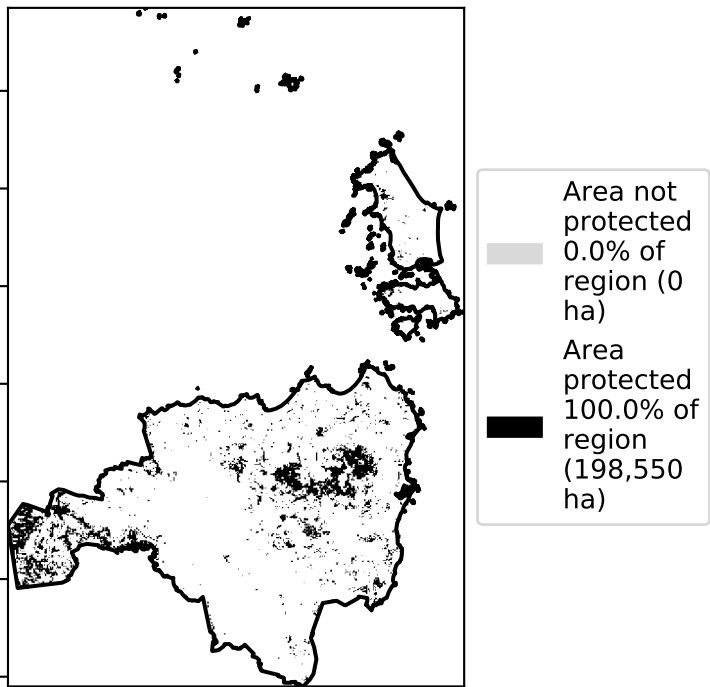 Area not
protected
0.0% of
region (0
ha)
Area
protected
100.0% of
region
(198,550
ha)